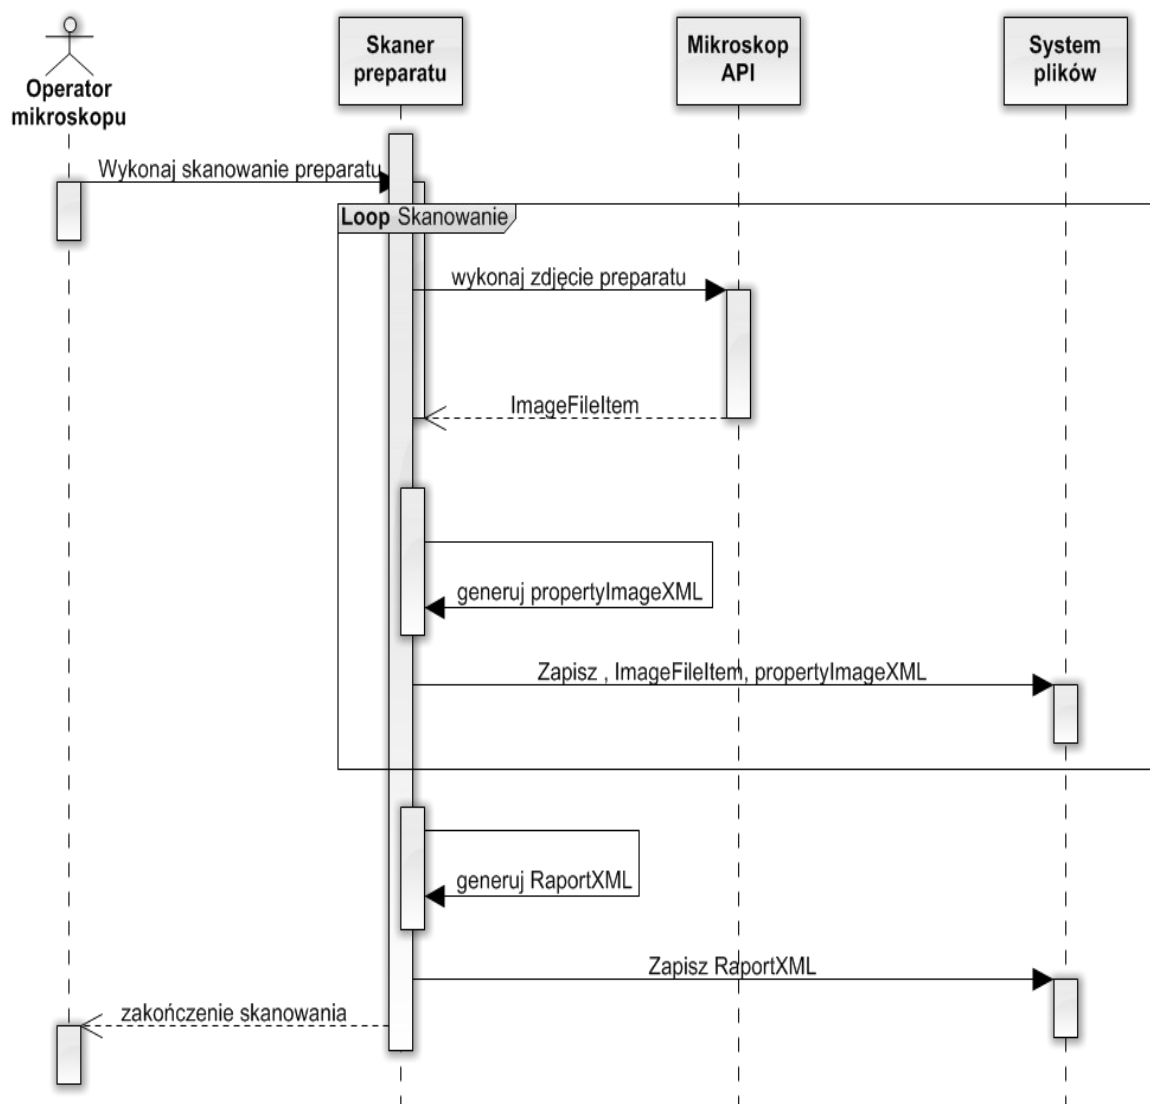 Operator
mikroskopu
Skaner
preparatu
Mikroskop
API
System
plików
Wykonaj skanowanie preparatu
Loop Skanowanie
wykonaj zdjęcie preparatu
ImageFileItem
generuj propertyImageXML
Zapisz , ImageFileItem, propertyImageXML
generuj RaportXML
Zapisz RaportXML
zakończenie skanowania